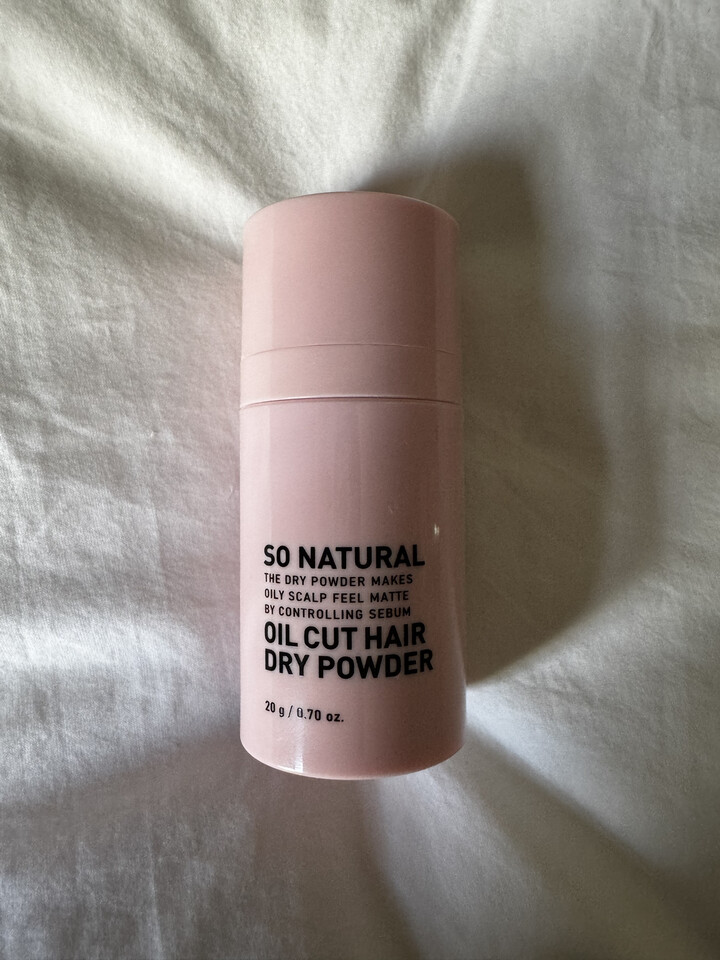 SO NATURAL
THE DRY POWDER MAKES
OILY SCALP FEEL MATTE
BY CONTROLLING SEBUM
OIL CUT HAIR
DRY POWDER
20 g / 0.70 oz.